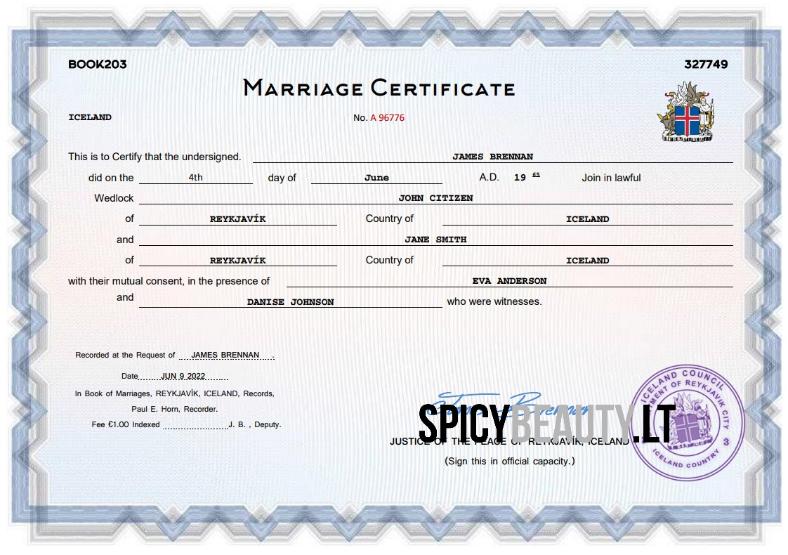 BOOK203
327749
MARRIAGE CERTIFICATE
ICELAND
No. A 96776
This is to Certify that the undersigned. JAMES BRENNAN
did on the 4th day of June A.D. 19 Join in lawful
Wedlock JOHN CITIZEN
of REYKJAVÍK Country of ICELAND
and JANE SMITH
of REYKJAVÍK Country of ICELAND
with their mutual consent, in the presence of EVA ANDERSON
and DANISE JOHNSON who were witnesses.
Recorded at the Request of JAMES BRENNAN
Date JUN 9 2022
In Book of Marriages, REYKJAVÍK, ICELAND, Records,
Paul E. Horn, Recorder.
Fee £1.00 Indexed J. B. , Deputy.
SPICYBEAUTY.LT
JUSTICE OF THE PEACE OF REYKJAVÍK, ICELAND
(Sign this in official capacity.)
ICELAND COUNCIL
OF REYKJAVIK CITY
3
ICELAND COUNTRY